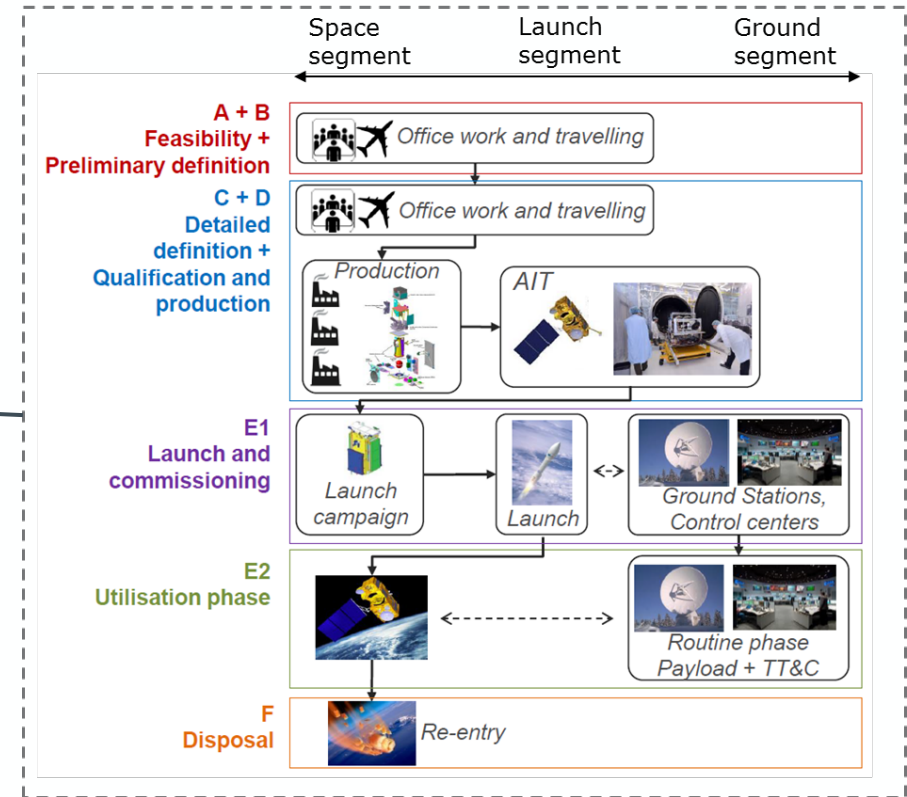 Space
segment
Launch
segment
Ground
segment
A + B
Feasibility +
Preliminary definition
Office work and travelling
C + D
Detailed
definition +
Qualification and
production
Office work and travelling
Production
AIT
E1
Launch and
commissioning
Launch
campaign
Launch
Ground Stations,
Control centers
E2
Utilisation phase
Routine phase
Payload + TT&C
F
Disposal
Re-entry